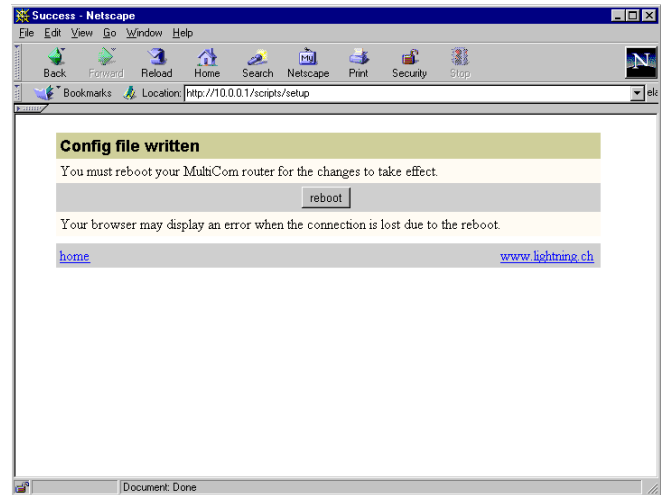 Success - Netscape
File Edit View Go Window Help
Back Forward Reload Home Search My Netscape Print Security Stop N
Bookmarks Location: http://10.0.0.1/scripts/setup
Config file written
You must reboot your MultiCom router for the changes to take effect.
reboot
Your browser may display an error when the connection is lost due to the reboot.
home www.lightning.ch
Document: Done